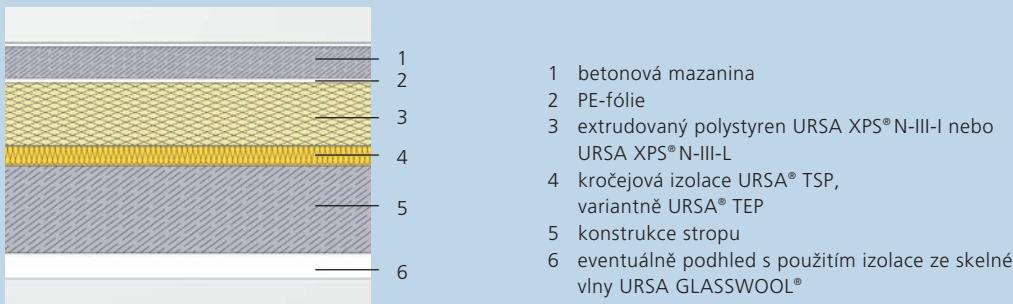 1
2
3
4
5
6
1 betonová mazanina
2 PE-fólie
3 extrudovaný polystyren URSA XPS® N-III-I nebo
URSA XPS® N-III-L
4 kročejová izolace URSA® TSP,
variantně URSA® TEP
5 konstrukce stropu
6 eventuálně podhled s použitím izolace ze skelné
vlny URSA GLASSWOOL®